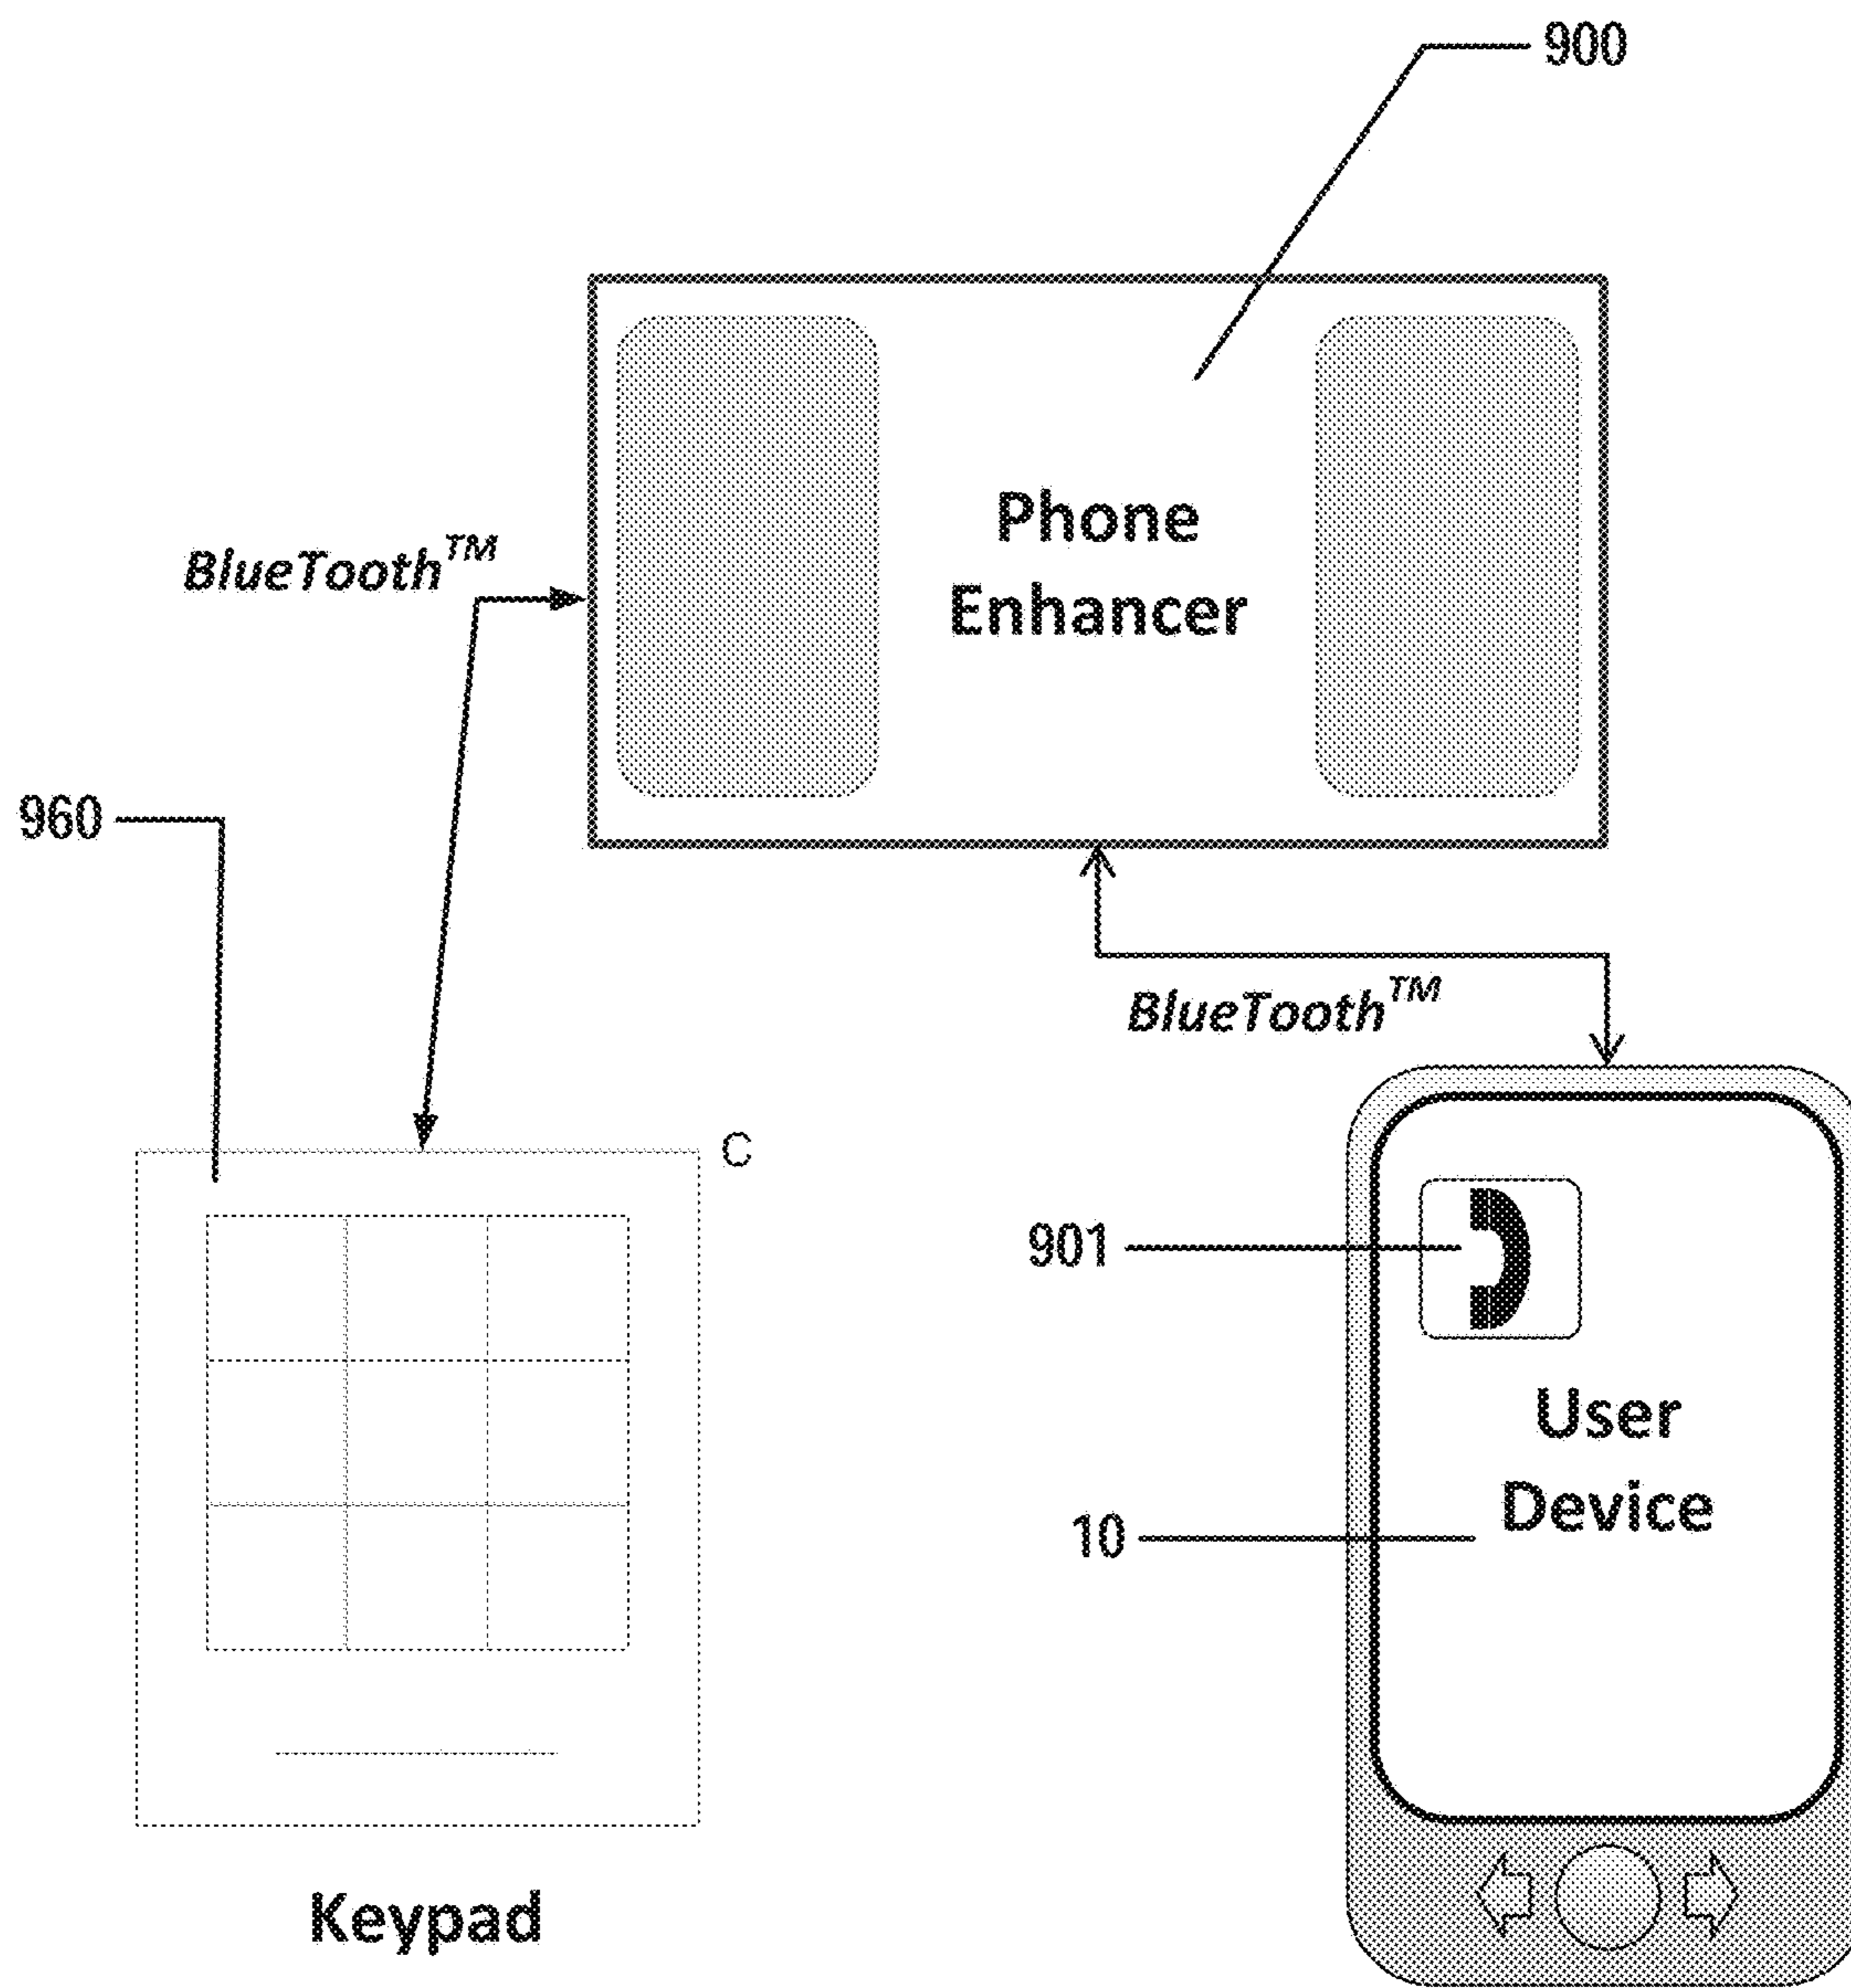 900
Phone
Enhancer
BlueTooth™
960
BlueTooth™
C
901
User
Device
10
Keypad